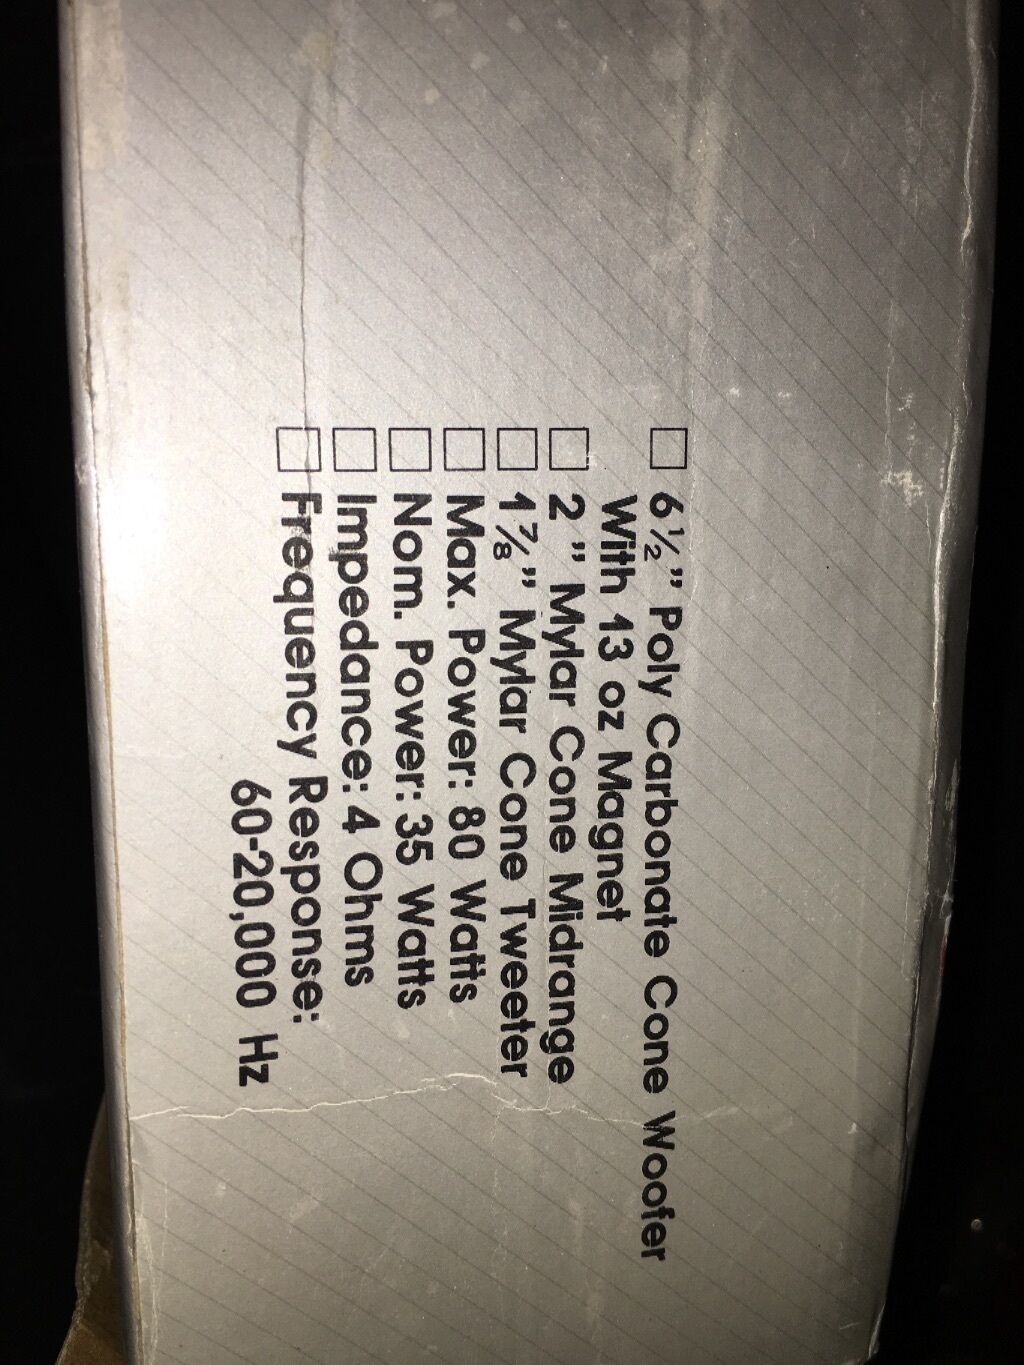 □ 6½" Poly Carbonate Cone Woofer
With 13 oz Magnet
□ 2" Mylar Cone Midrange
□ 1⅞" Mylar Cone Tweeter
□ Max. Power: 80 Watts
□ Nom. Power: 35 Watts
□ Impedance: 4 Ohms
□ Frequency Response:
60-20,000 Hz